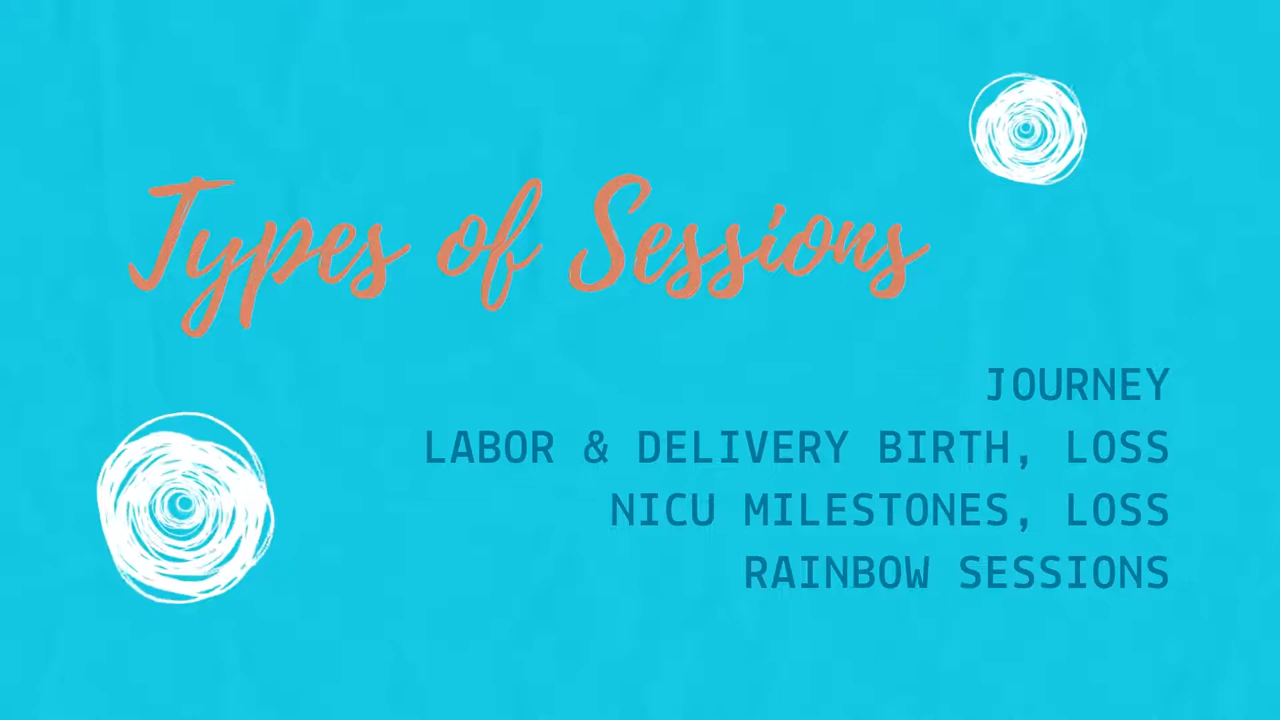 Types of Sessions
JOURNEY
LABOR & DELIVERY BIRTH, LOSS
NICU MILESTONES, LOSS
RAINBOW SESSIONS